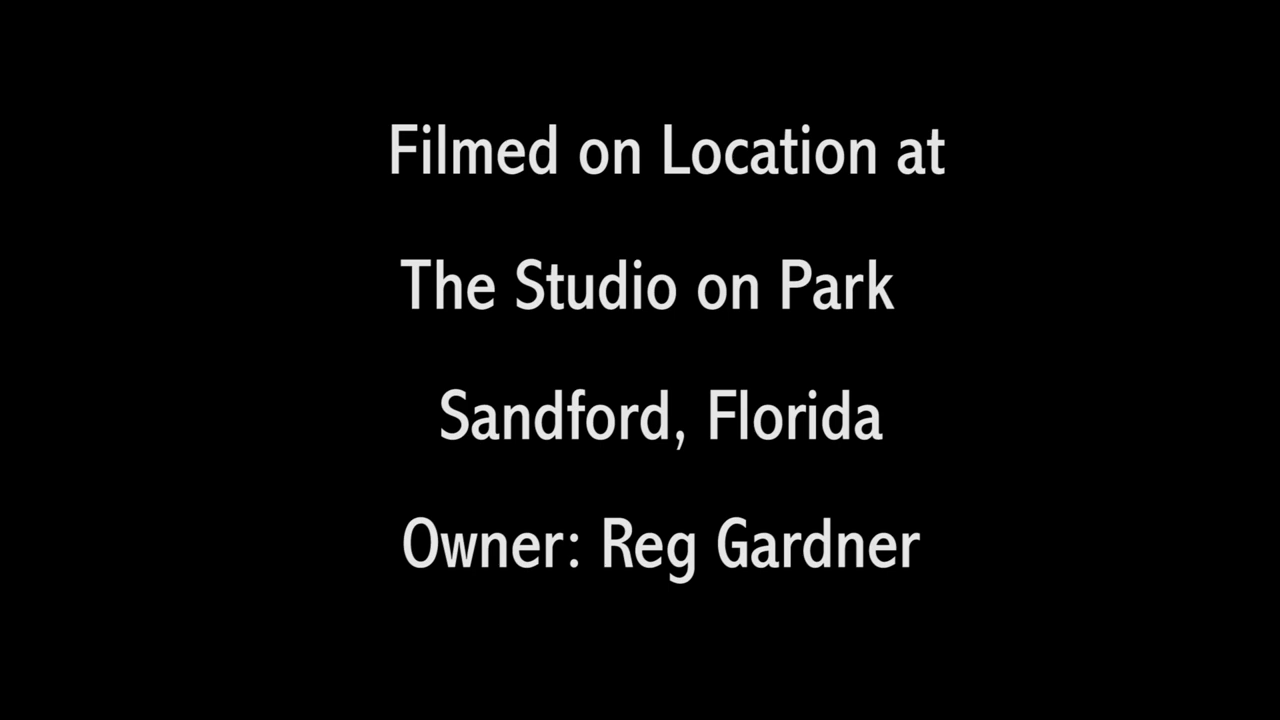 Filmed on Location at
The Studio on Park
Sandford, Florida
Owner: Reg Gardner